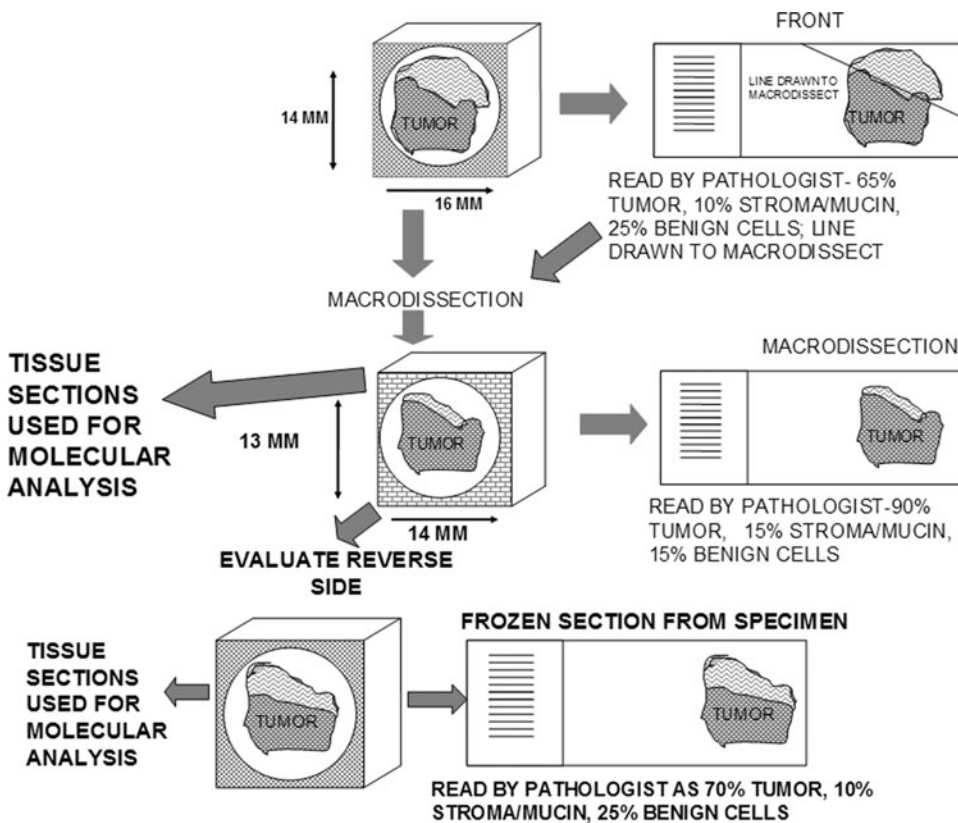 FRONT
14 MM
TUMOR
16 MM
LINE DRAWN TO
MACRODISSECT
TUMOR
READ BY PATHOLOGIST- 65%
TUMOR, 10% STROMA/MUCIN,
25% BENIGN CELLS; LINE
DRAWN TO MACRODISSECT
MACRODISSECTION
TISSUE
SECTIONS
USED FOR
MOLECULAR
ANALYSIS
13 MM
TUMOR
14 MM
MACRODISSECTION
TUMOR
READ BY PATHOLOGIST-90%
TUMOR, 15% STROMA/MUCIN,
15% BENIGN CELLS
EVALUATE REVERSE
SIDE
TISSUE
SECTIONS
USED FOR
MOLECULAR
ANALYSIS
TUMOR
FROZEN SECTION FROM SPECIMEN
TUMOR
READ BY PATHOLOGIST AS 70% TUMOR, 10%
STROMA/MUCIN, 25% BENIGN CELLS